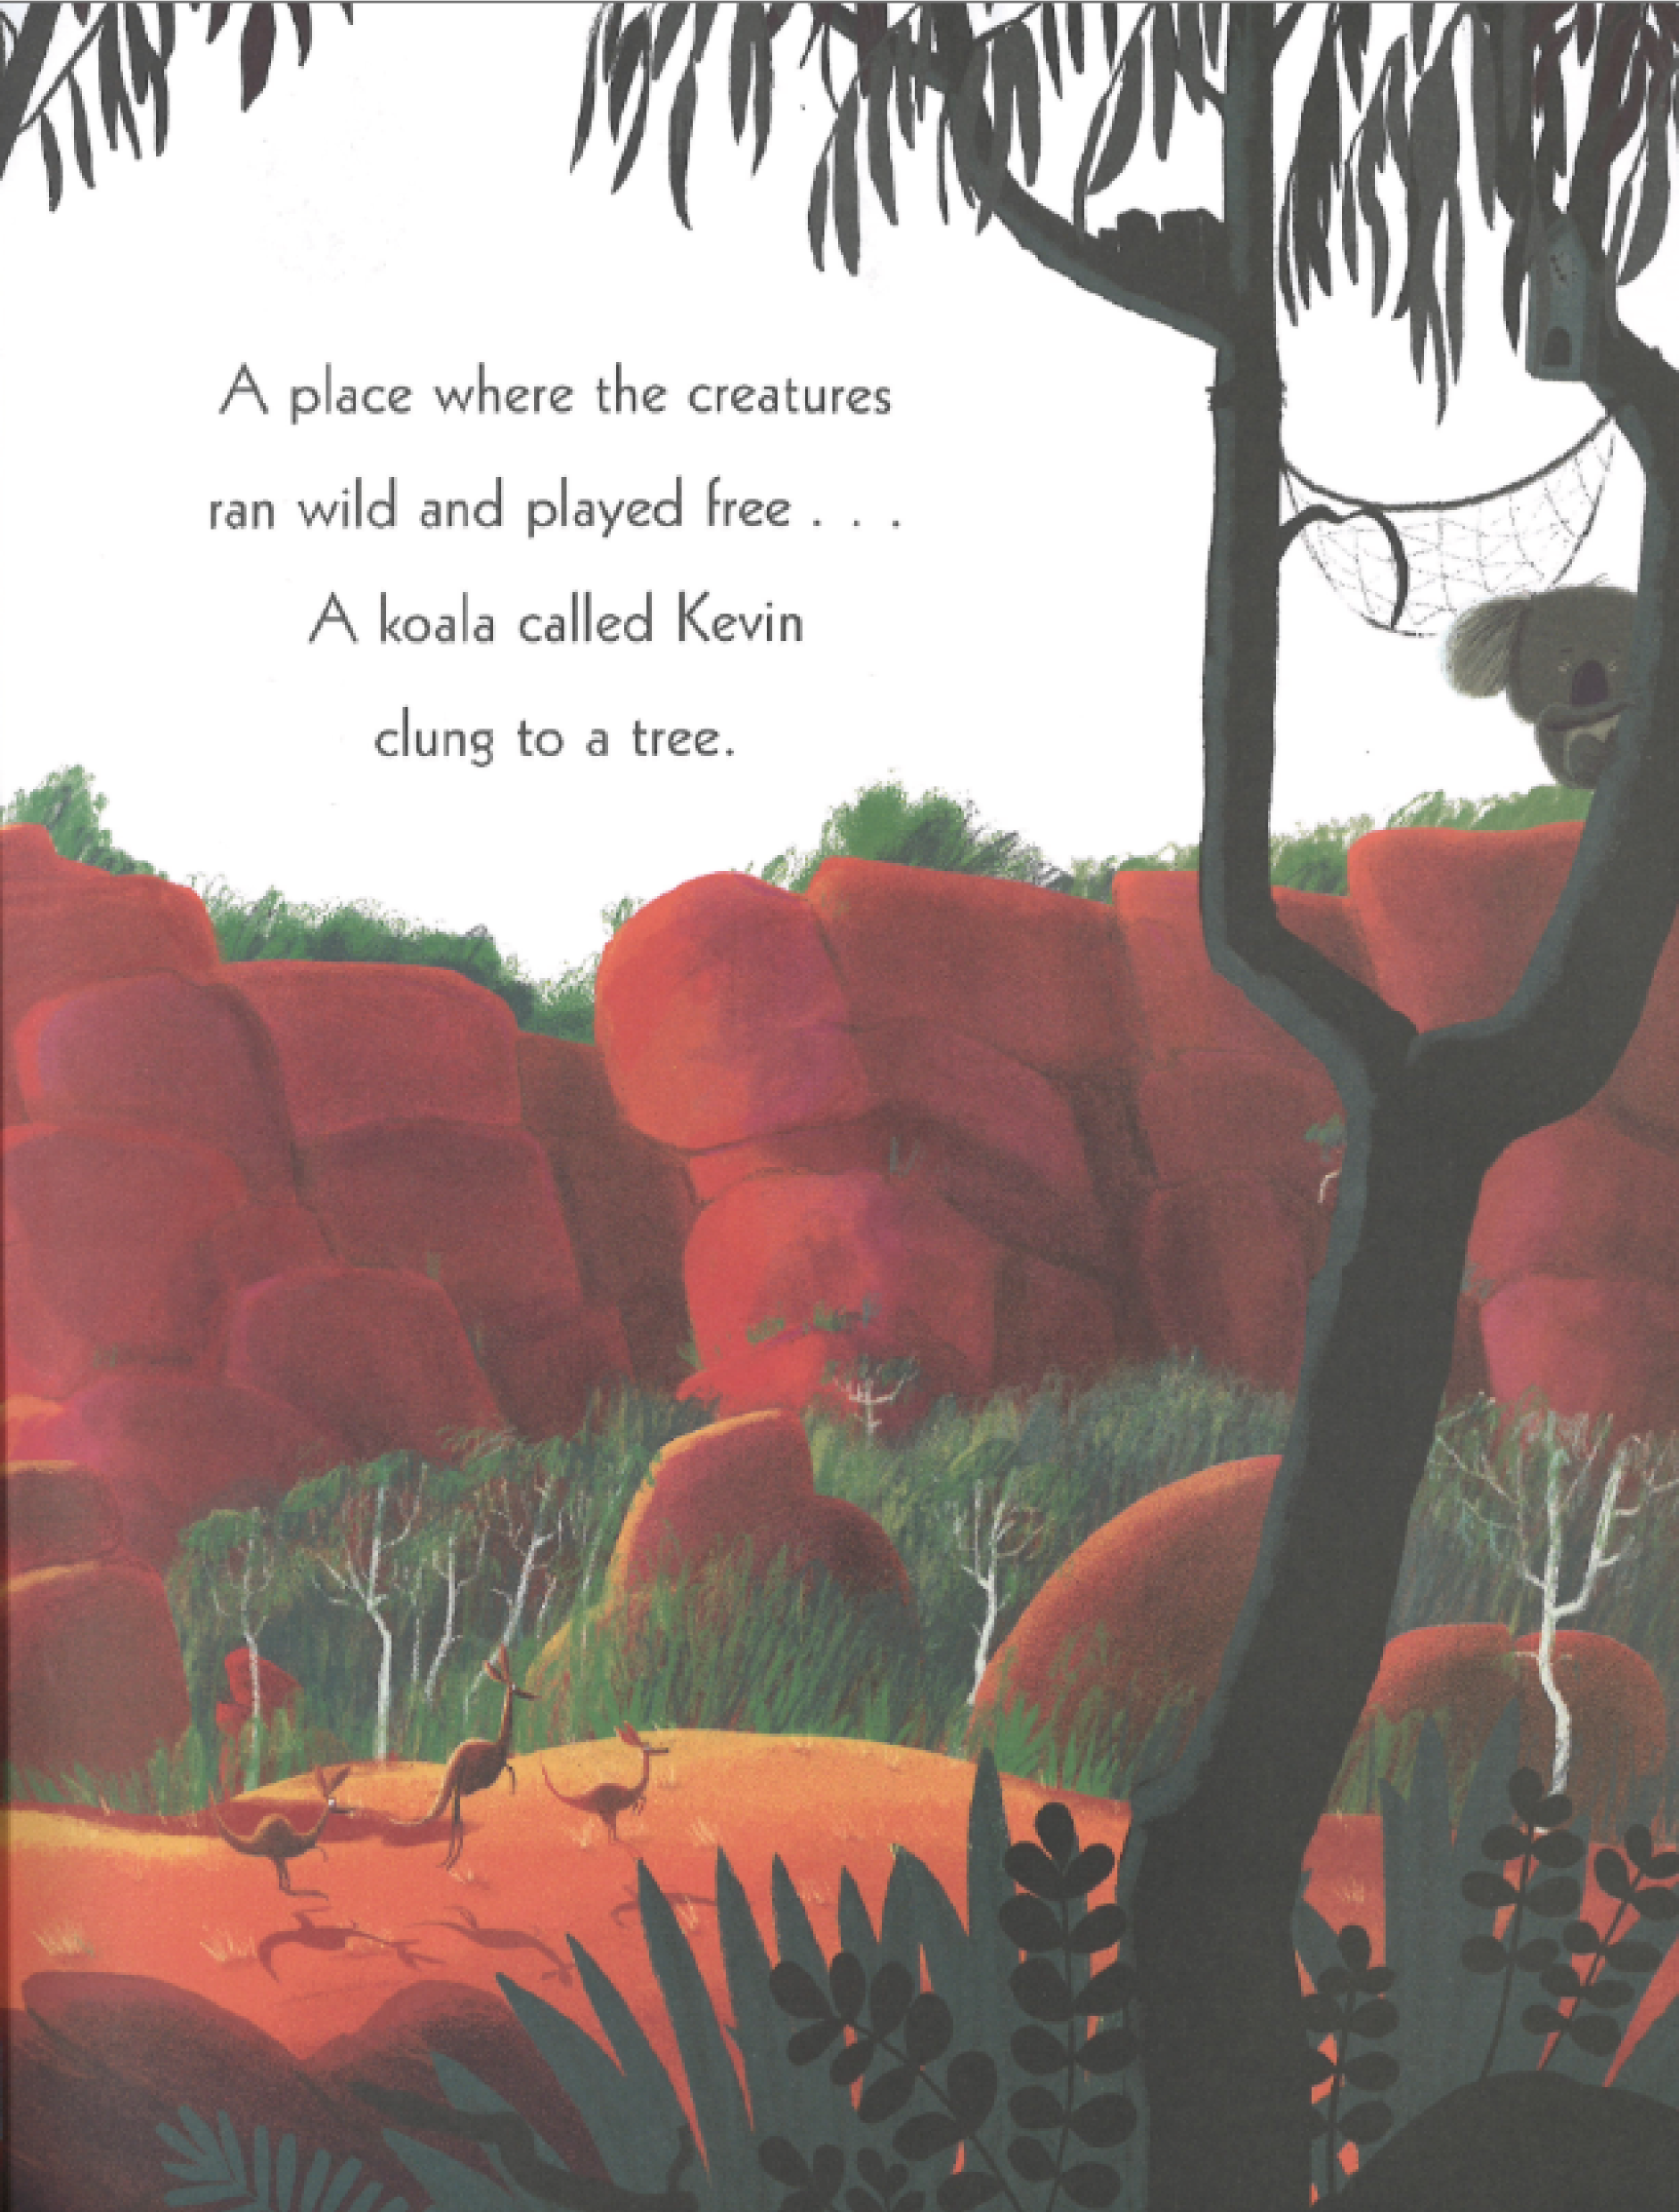 A place where the creatures
ran wild and played free . . .
A koala called Kevin
clung to a tree.